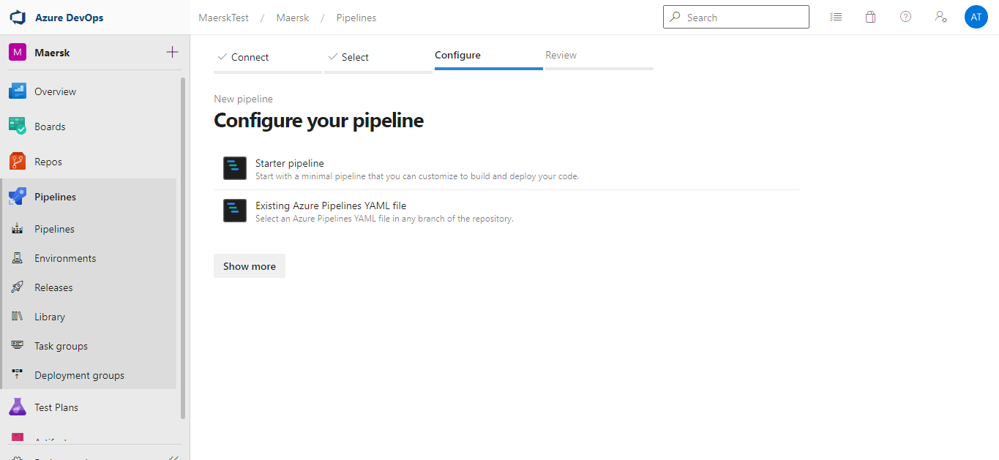 Azure DevOps
MaerskTest / Maersk / Pipelines
Search
AT
M Maersk
Overview
Boards
Repos
Pipelines
Pipelines
Environments
Releases
Library
Task groups
Deployment groups
Test Plans
Connect
Select
Configure
Review
New pipeline
Configure your pipeline
Starter pipeline
Start with a minimal pipeline that you can customize to build and deploy your code.
Existing Azure Pipelines YAML file
Select an Azure Pipelines YAML file in any branch of the repository.
Show more